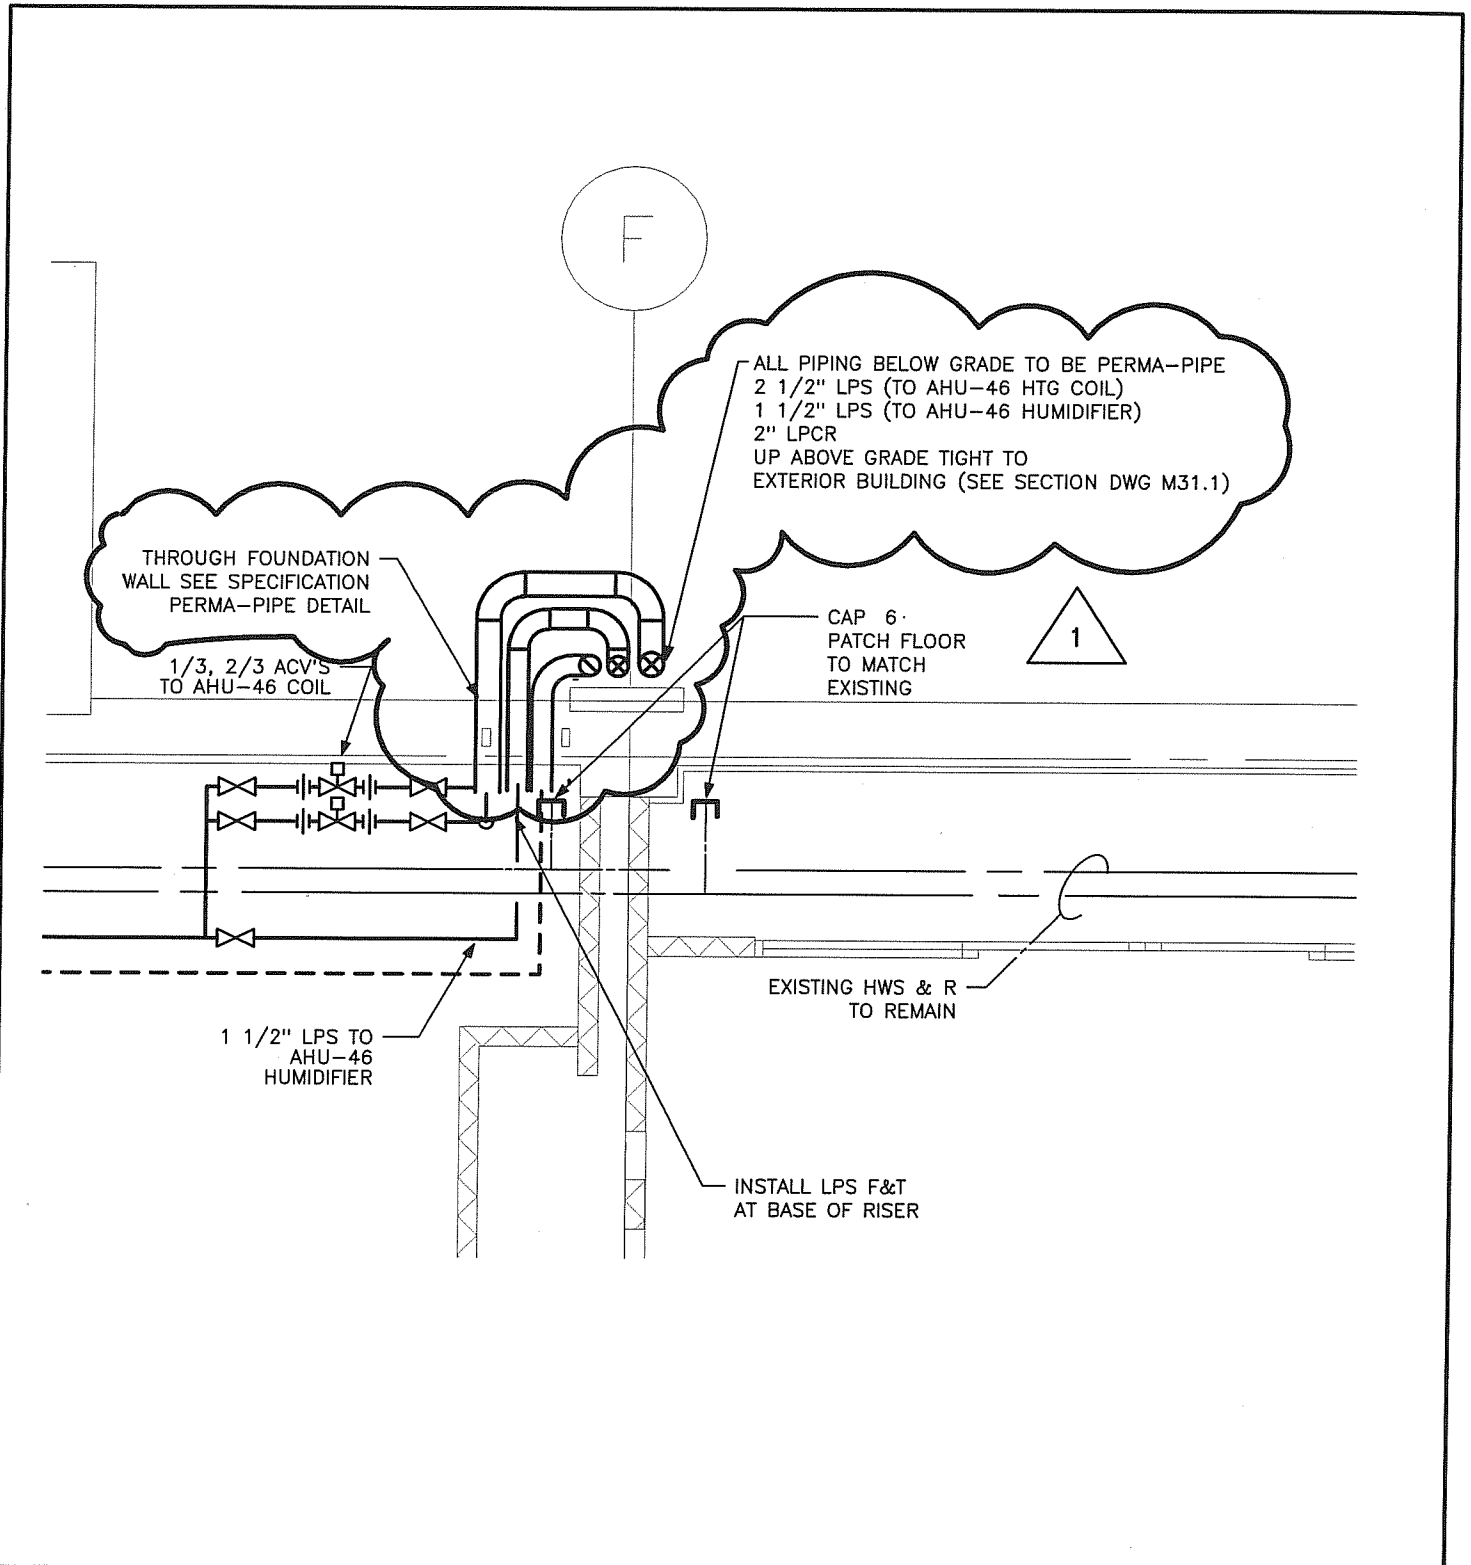 F
ALL PIPING BELOW GRADE TO BE PERMA-PIPE
2 1/2" LPS (TO AHU-46 HTG COIL)
1 1/2" LPS (TO AHU-46 HUMIDIFIER)
2" LPCR
UP ABOVE GRADE TIGHT TO
EXTERIOR BUILDING (SEE SECTION DWG M31.1)
THROUGH FOUNDATION
WALL SEE SPECIFICATION
PERMA-PIPE DETAIL
1/3, 2/3 ACV'S
TO AHU-46 COIL
CAP 6
PATCH FLOOR
TO MATCH
EXISTING
1
EXISTING HWS & R
TO REMAIN
1 1/2" LPS TO
AHU-46
HUMIDIFIER
INSTALL LPS F&T
AT BASE OF RISER